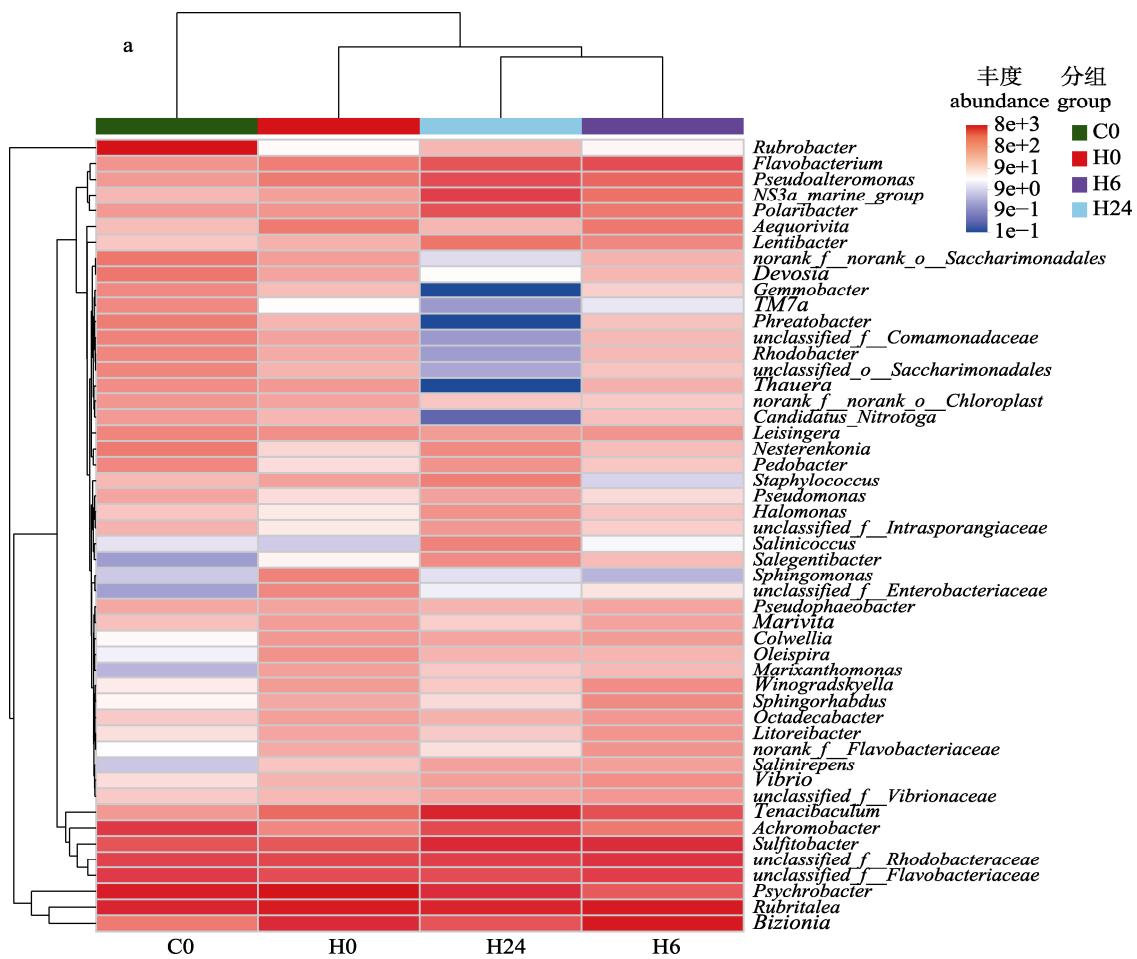 a
丰度 分组
abundance group
8e+3
8e+2
9e+1
9e+0
9e−1
1e−1
C0
H0
H6
H24
Rubrobacter
Flavobacterium
Pseudoalteromonas
NS3a_marine_group
Polaribacter
Aequorivita
Lentibacter
norank_f__norank_o__Saccharimonadales
Devosia
Gemmobacter
TM7a
Phreatobacter
unclassified_f__Comamonadaceae
Rhodobacter
unclassified_o__Saccharimonadales
Thauera
norank_f__norank_o__Chloroplast
Candidatus_Nitrotoga
Leisingera
Nesterenkonia
Pedobacter
Staphylococcus
Pseudomonas
Halomonas
unclassified_f__Intrasporangiaceae
Salinicoccus
Salegentibacter
Sphingomonas
unclassified_f__Enterobacteriaceae
Pseudophaeobacter
Marivita
Colwellia
Oleispira
Marixanthomonas
Winogradskyella
Sphingorhabdus
Octadecabacter
Litoreibacter
norank_f__Flavobacteriaceae
Salinirepens
Vibrio
unclassified_f__Vibrionaceae
Tenacibaculum
Achromobacter
Sulfitobacter
unclassified_f__Rhodobacteraceae
unclassified_f__Flavobacteriaceae
Psychrobacter
Rubritalea
Bizionia
C0 H0 H24 H6